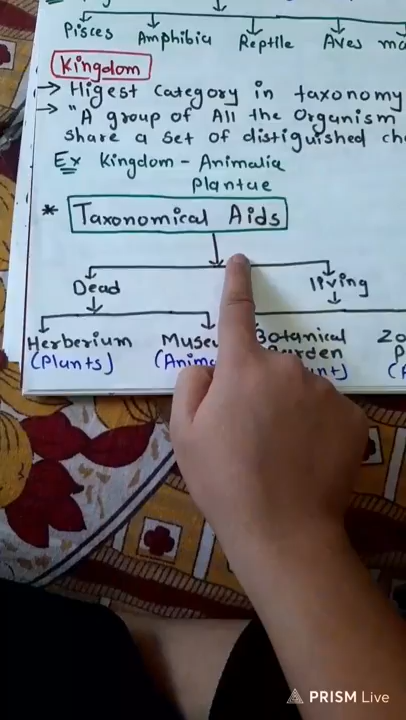 Pisces Amphibia Reptile Aves
Kingdom
→ Higest category in taxonomy
→ "A group of All the Organism
share a set of distiguished
Ex Kingdom - Animalia
Plantae
* Taxonomical Aids
Dead living
Herberium Botanical
(Plants)
PRISM Live